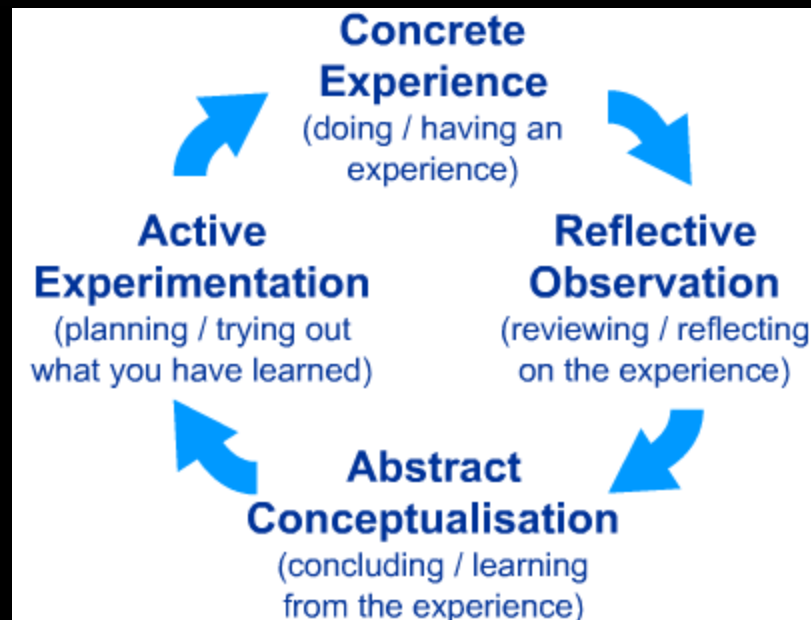 Concrete
Experience
(doing / having an
experience)
Reflective
Observation
(reviewing / reflecting
on the experience)
Abstract
Conceptualisation
(concluding / learning
from the experience)
Active
Experimentation
(planning / trying out
what you have learned)